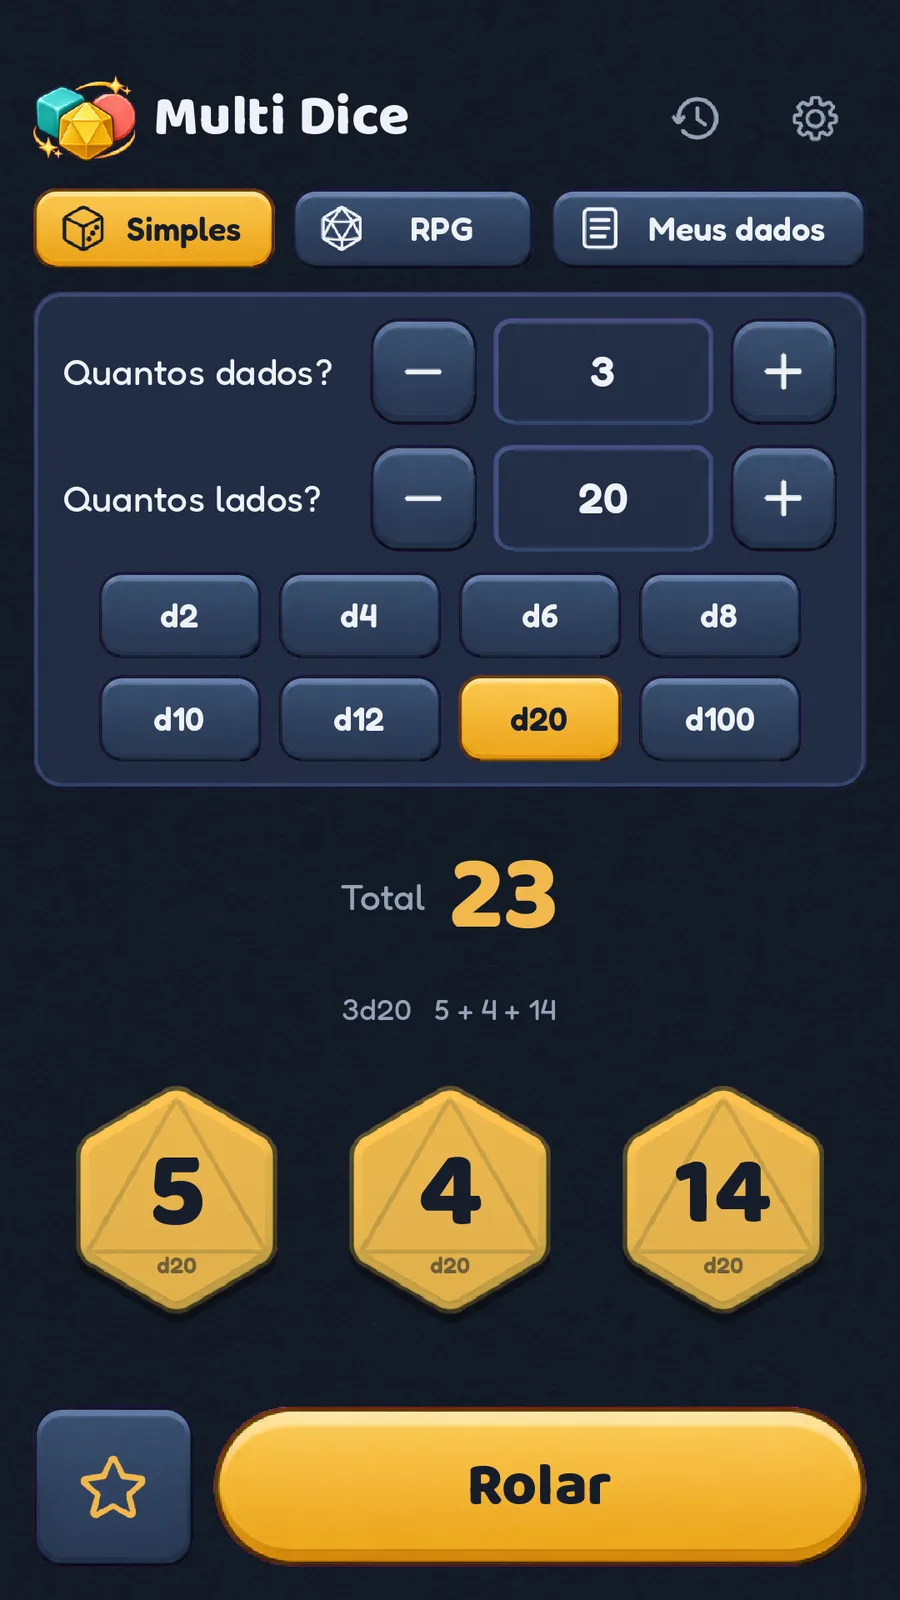 Multi Dice
Simples
RPG
Meus dados
Quantos dados?
3
Quantos lados?
20
d2
d4
d6
d8
d10
d12
d20
d100
Total 23
3d20 5 + 4 + 14
5
d20
4
d20
14
d20
Rolar